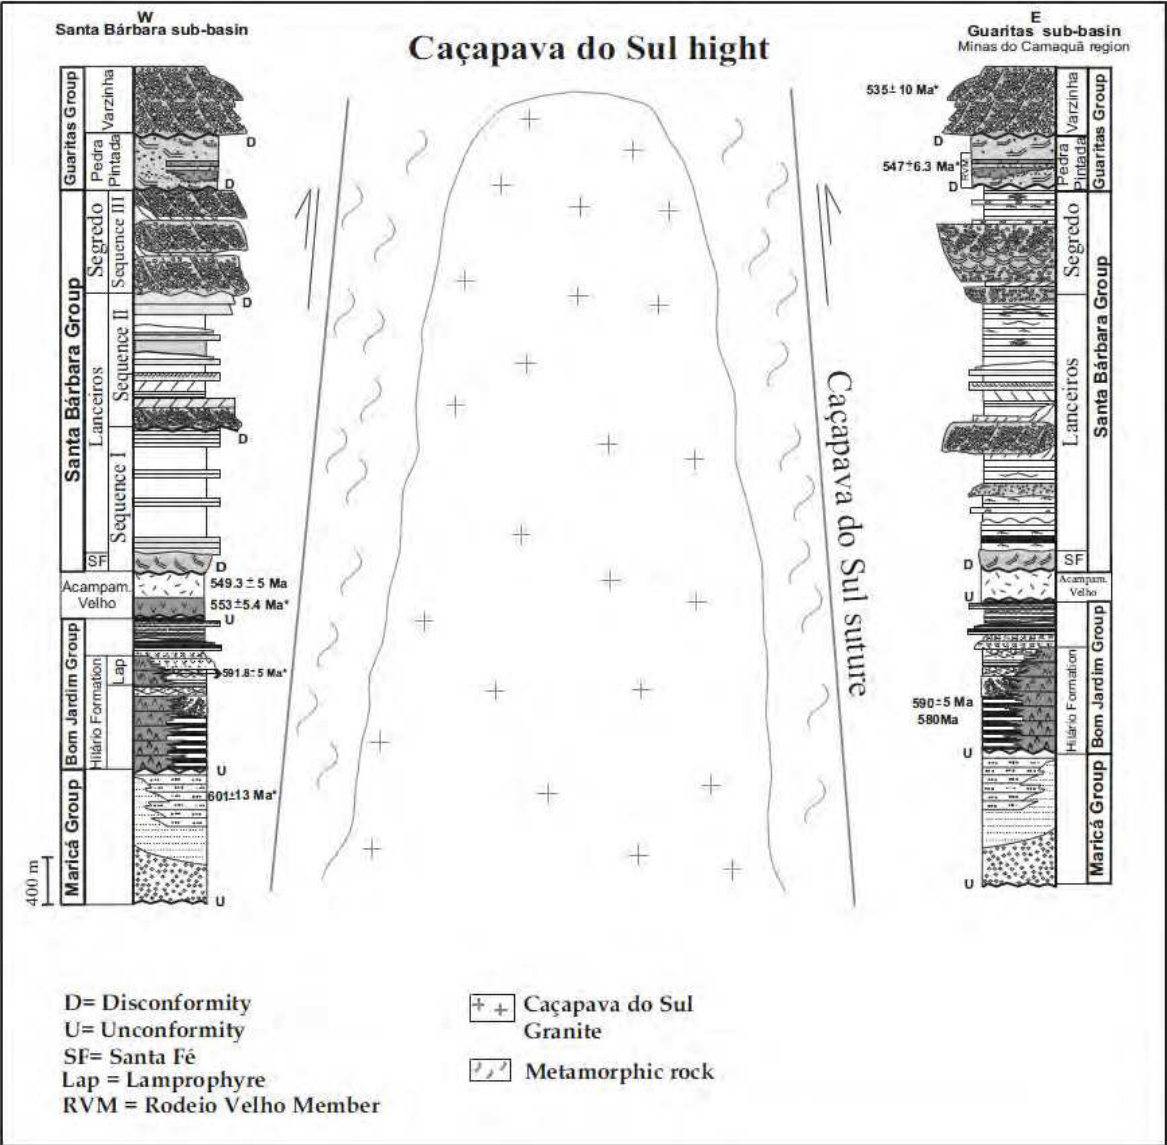 W
Santa Bárbara sub-basin
Caçapava do Sul hight
E
Guaritas sub-basin
Minas do Camaquã region
Guaritas Group
Varzinha
Pedra
Pintada
D
D
Santa Bárbara Group
Segredo
Sequence III
D
Lanceiros
Sequence II
D
Sequence I
SF
D
Acampam.
Velho
549.3±5 Ma
553±5.4 Ma*
U
Bom Jardim Group
Hilário Formation
Lap
591.8±5 Ma*
U
Maricá Group
601±13 Ma*
U
400 m
Caçapava do Sul suture
535±10 Ma*
D
547±6.3 Ma*
RVM
D
Varzinha
Pedra
Pintada
Guaritas Group
Segredo
Lanceiros
Santa Bárbara Group
D
SF
U
Acampam.
Velho
590±5 Ma
580Ma
Hilário Formation
Bom Jardim Group
U
Maricá Group
U
D= Disconformity
U= Unconformity
SF= Santa Fé
Lap = Lamprophyre
RVM = Rodeio Velho Member
Caçapava do Sul
Granite
Metamorphic rock